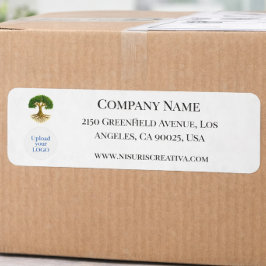 Company Name
2150 Greenfield Avenue, Los
Angeles, CA 90025, Usa
www.nisuriscreativa.com
Upload
your
LOGO